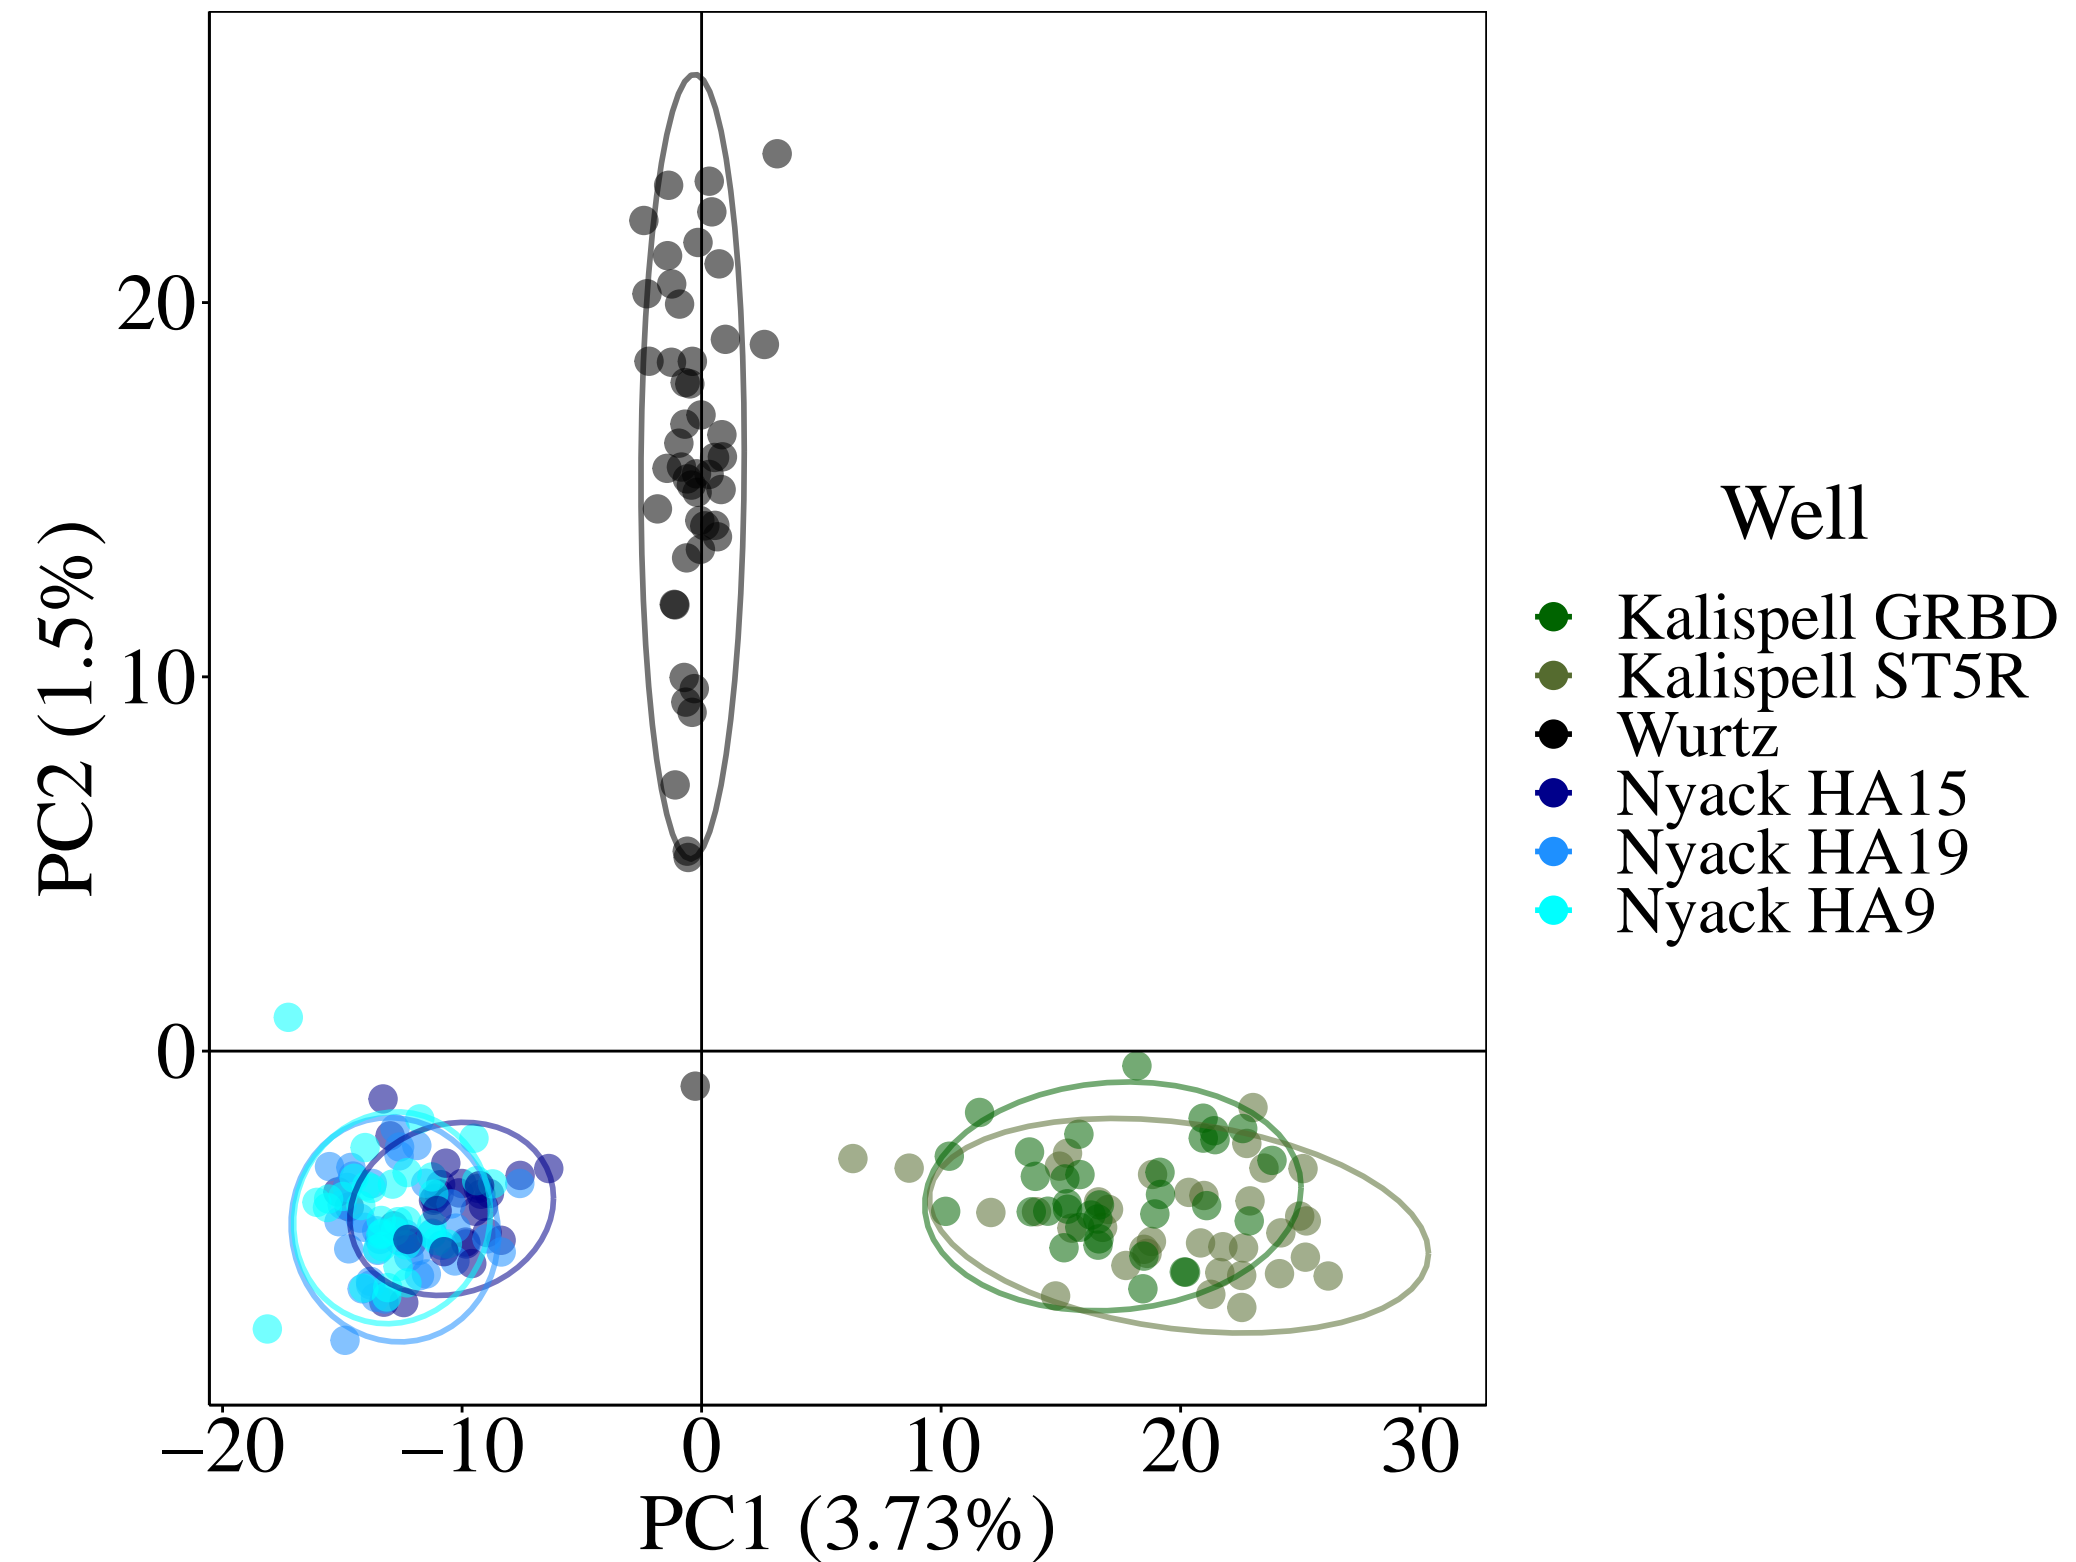 20
10
0
−20 −10 0 10 20 30
PC1 (3.73%)
PC2 (1.5%)
Well
Kalispell GRBD
Kalispell ST5R
Wurtz
Nyack HA15
Nyack HA19
Nyack HA9